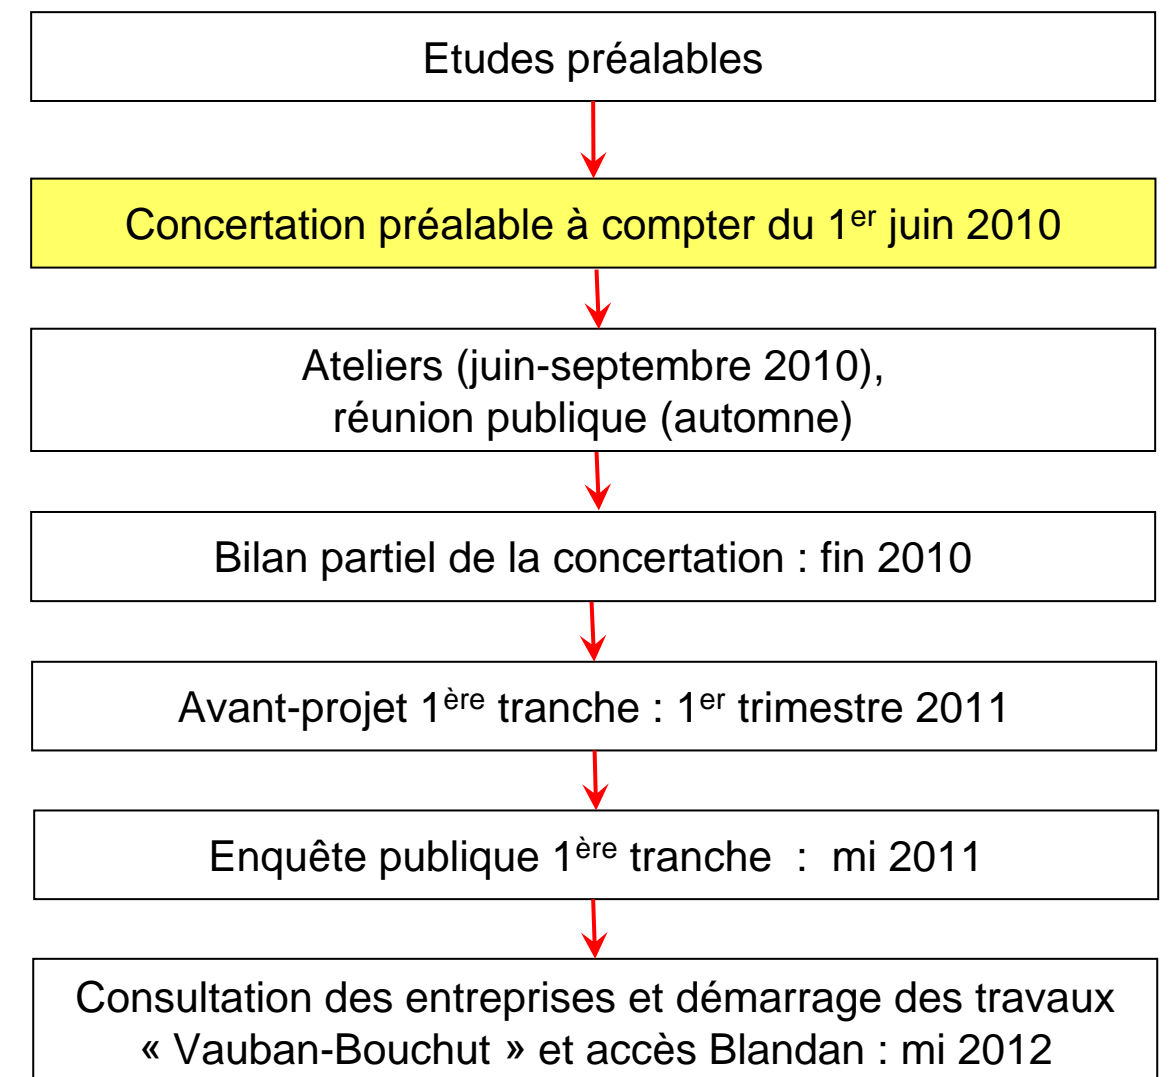 Etudes préalables
Concertation préalable à compter du 1er juin 2010
Ateliers (juin-septembre 2010),
réunion publique (automne)
Bilan partiel de la concertation : fin 2010
Avant-projet 1ère tranche : 1er trimestre 2011
Enquête publique 1ère tranche : mi 2011
Consultation des entreprises et démarrage des travaux
« Vauban-Bouchut » et accès Blandan : mi 2012